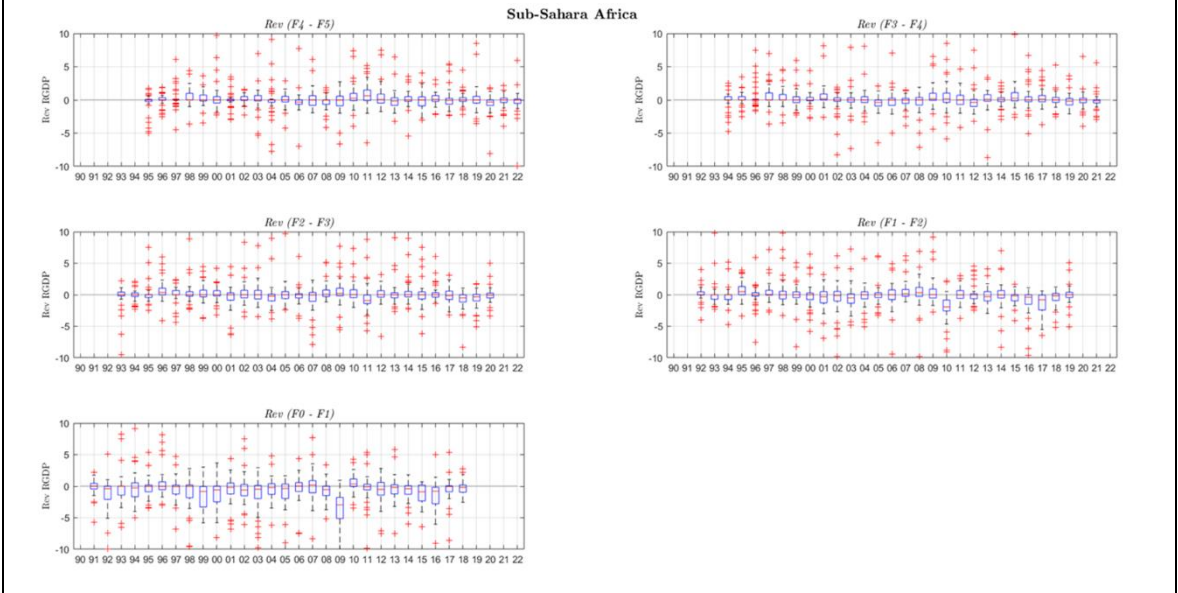 Sub-Sahara Africa
Rev (F4 - F5)
Rev RGDP
10
5
0
-5
-10
90 91 92 93 94 95 96 97 98 99 00 01 02 03 04 05 06 07 08 09 10 11 12 13 14 15 16 17 18 19 20 21 22
Rev (F3 - F4)
Rev RGDP
10
5
0
-5
-10
90 91 92 93 94 95 96 97 98 99 00 01 02 03 04 05 06 07 08 09 10 11 12 13 14 15 16 17 18 19 20 21 22
Rev (F2 - F3)
Rev RGDP
10
5
0
-5
-10
90 91 92 93 94 95 96 97 98 99 00 01 02 03 04 05 06 07 08 09 10 11 12 13 14 15 16 17 18 19 20 21 22
Rev (F1 - F2)
Rev RGDP
10
5
0
-5
-10
90 91 92 93 94 95 96 97 98 99 00 01 02 03 04 05 06 07 08 09 10 11 12 13 14 15 16 17 18 19 20 21 22
Rev (F0 - F1)
Rev RGDP
10
5
0
-5
-10
90 91 92 93 94 95 96 97 98 99 00 01 02 03 04 05 06 07 08 09 10 11 12 13 14 15 16 17 18 19 20 21 22